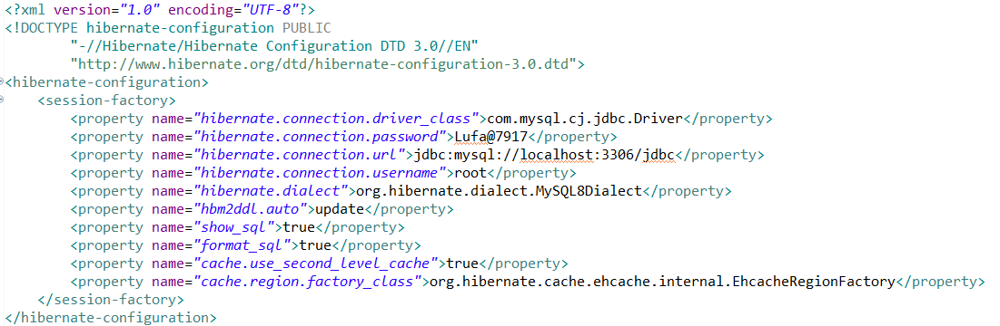 <?xml version="1.0" encoding="UTF-8"?>
<!DOCTYPE hibernate-configuration PUBLIC
"-//Hibernate/Hibernate Configuration DTD 3.0//EN"
"http://www.hibernate.org/dtd/hibernate-configuration-3.0.dtd">
<hibernate-configuration>
<session-factory>
<property name="hibernate.connection.driver_class">com.mysql.cj.jdbc.Driver</property>
<property name="hibernate.connection.password">Lufa@7917</property>
<property name="hibernate.connection.url">jdbc:mysql://localhost:3306/jdbc</property>
<property name="hibernate.connection.username">root</property>
<property name="hibernate.dialect">org.hibernate.dialect.MySQL8Dialect</property>
<property name="hbm2ddl.auto">update</property>
<property name="show_sql">true</property>
<property name="format_sql">true</property>
<property name="cache.use_second_level_cache">true</property>
<property name="cache.region.factory_class">org.hibernate.cache.ehcache.internal.EhcacheRegionFactory</property>
</session-factory>
</hibernate-configuration>